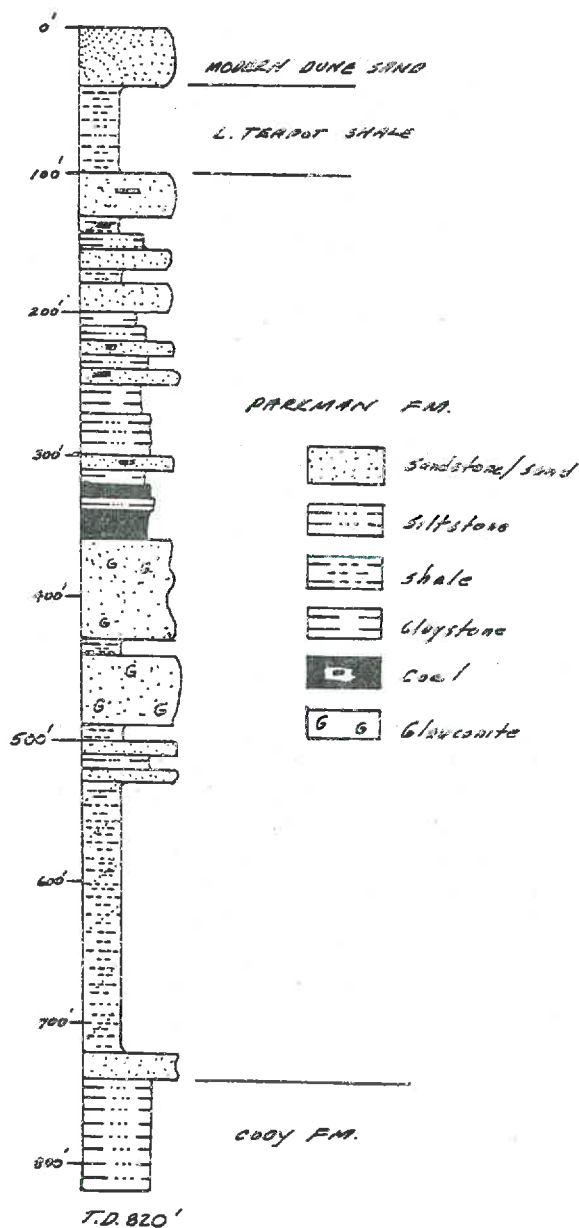 0'
MODERN DUNE SAND
L. TEAPOT SHALE
100'
200'
PARKMAN FM.
300'
Sandstone/sand
Siltstone
Shale
400'
Claystone
Coal
G G
G
G
G G
G G Glauconite
500'
600'
700'
CODY FM.
800'
T.D. 820'